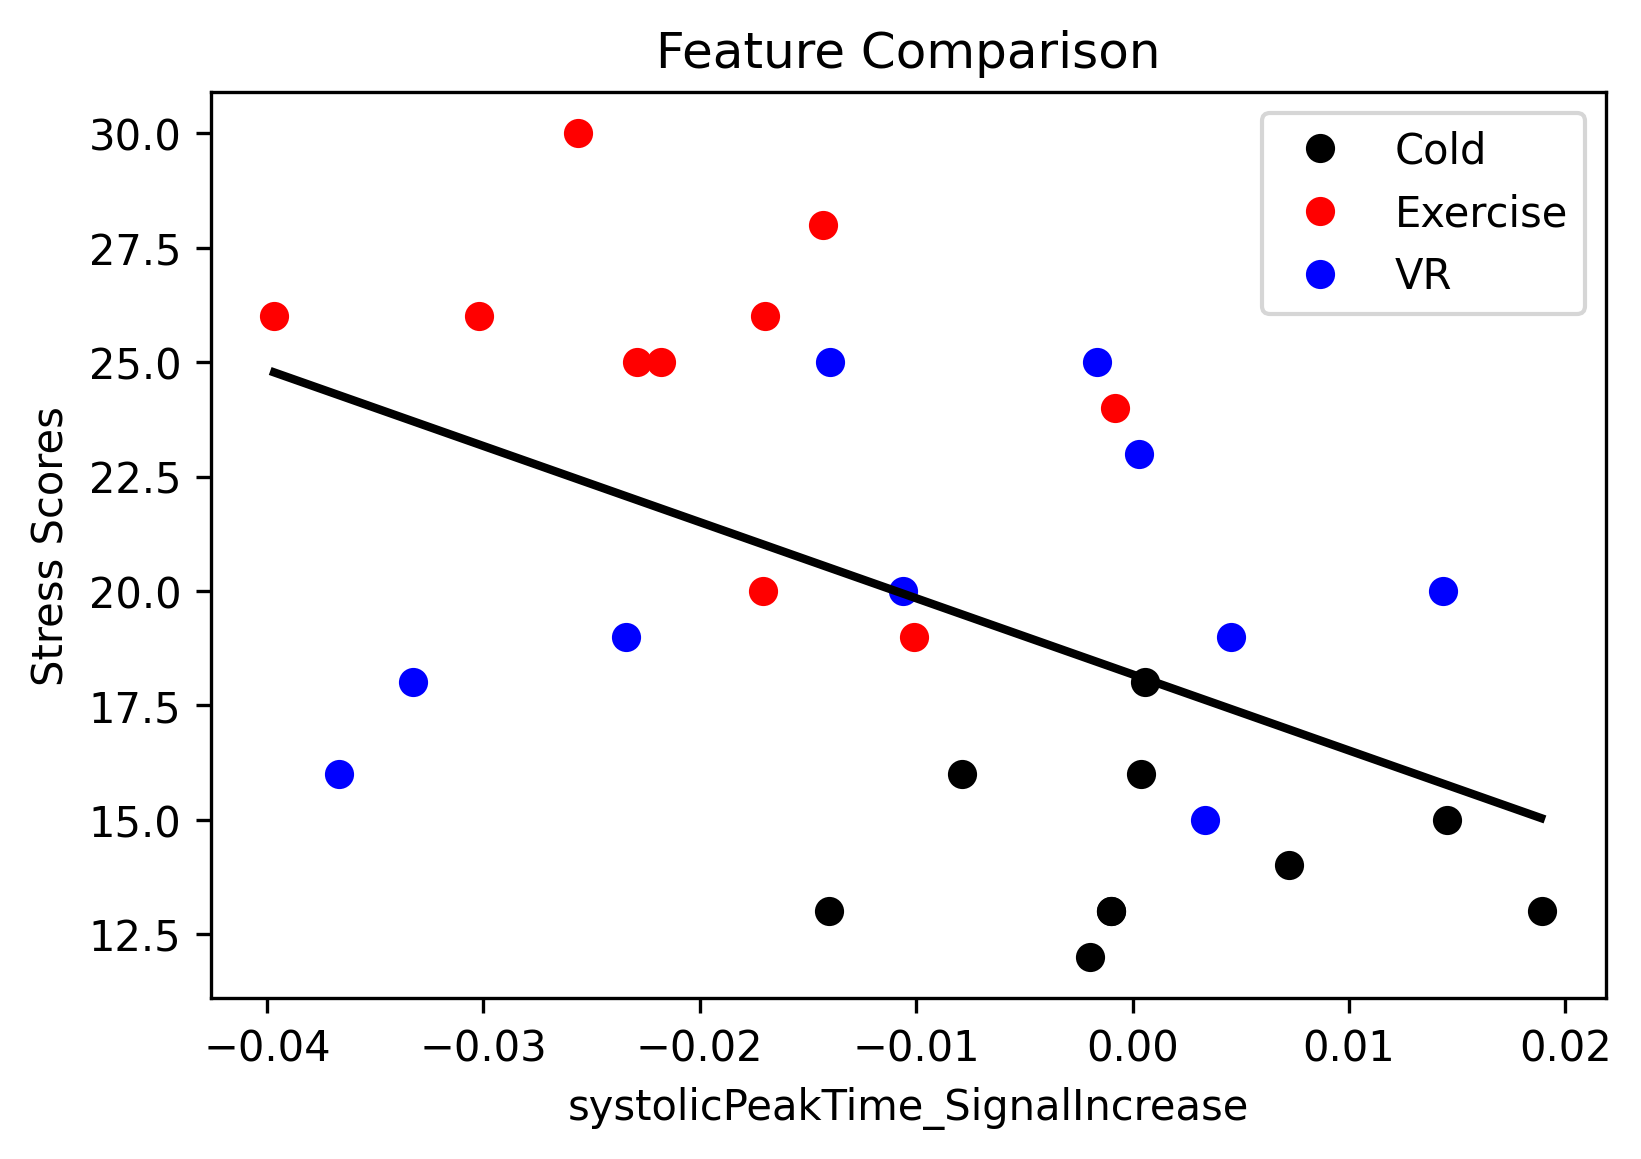 Feature Comparison
30.0
27.5
25.0
22.5
20.0
17.5
15.0
12.5
Stress Scores
Cold
Exercise
VR
−0.04 −0.03 −0.02 −0.01 0.00 0.01 0.02
systolicPeakTime_SignalIncrease